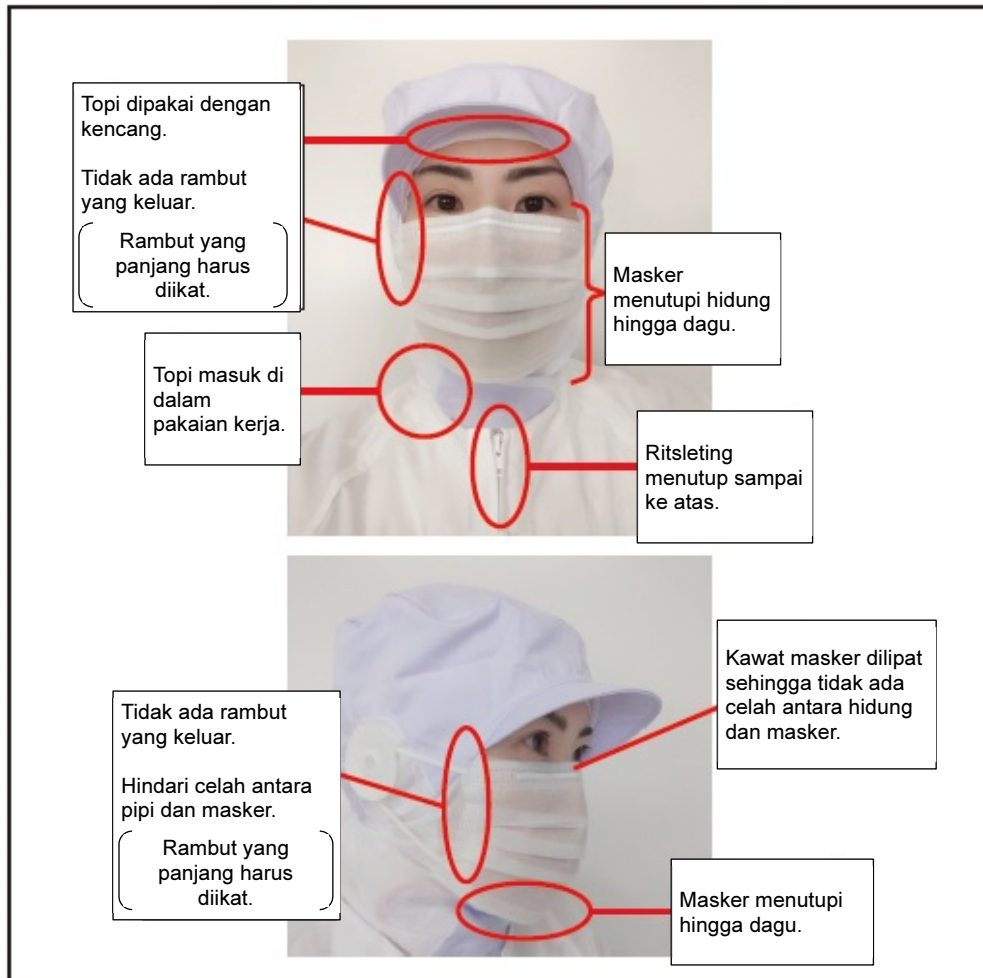 Topi dipakai dengan
kencang.
Tidak ada rambut
yang keluar.
Rambut yang
panjang harus
diikat.
Masker
menutupi hidung
hingga dagu.
Topi masuk di
dalam
pakaian kerja.
Ritsleting
menutup sampai
ke atas.
Kawat masker dilipat
sehingga tidak ada
celah antara hidung
dan masker.
Tidak ada rambut
yang keluar.
Hindari celah antara
pipi dan masker.
Rambut yang
panjang harus
diikat.
Masker menutupi
hingga dagu.